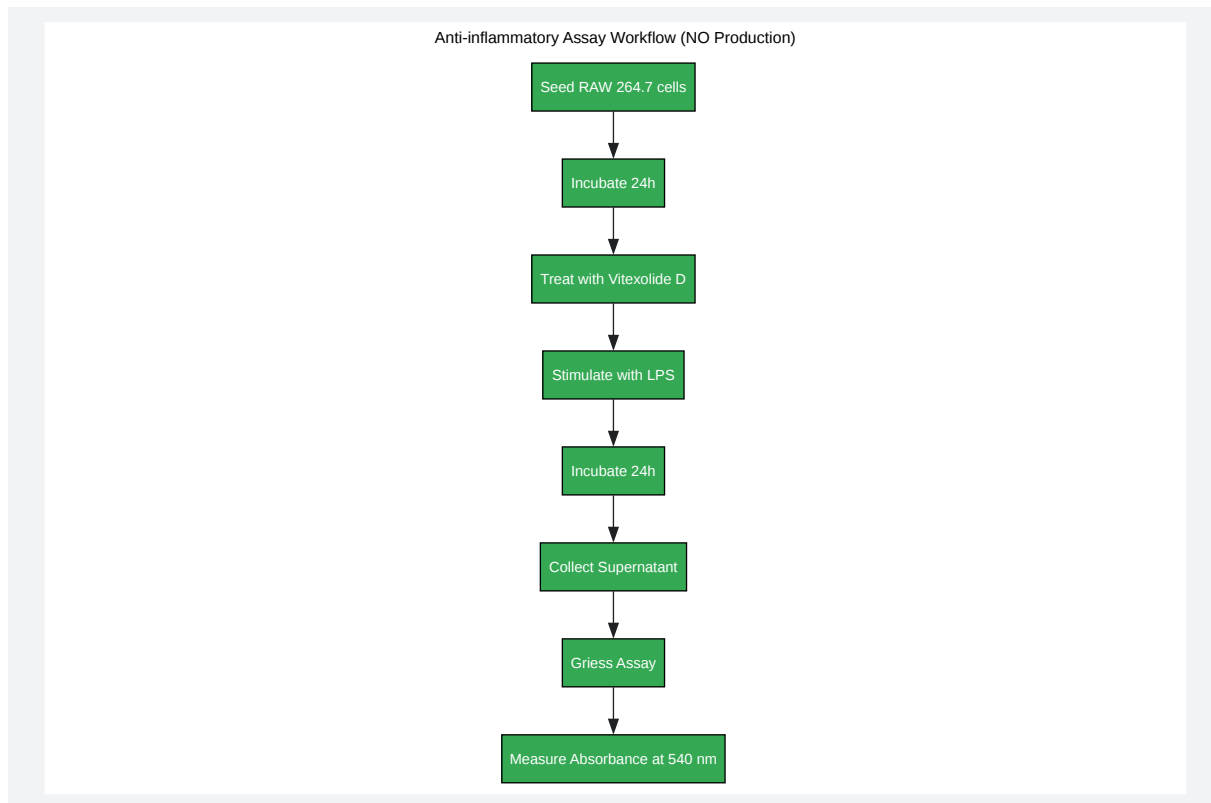 Anti-inflammatory Assay Workflow (NO Production)
Seed RAW 264.7 cells
Incubate 24h
Treat with Vitexolide D
Stimulate with LPS
Incubate 24h
Collect Supernatant
Griess Assay
Measure Absorbance at 540 nm